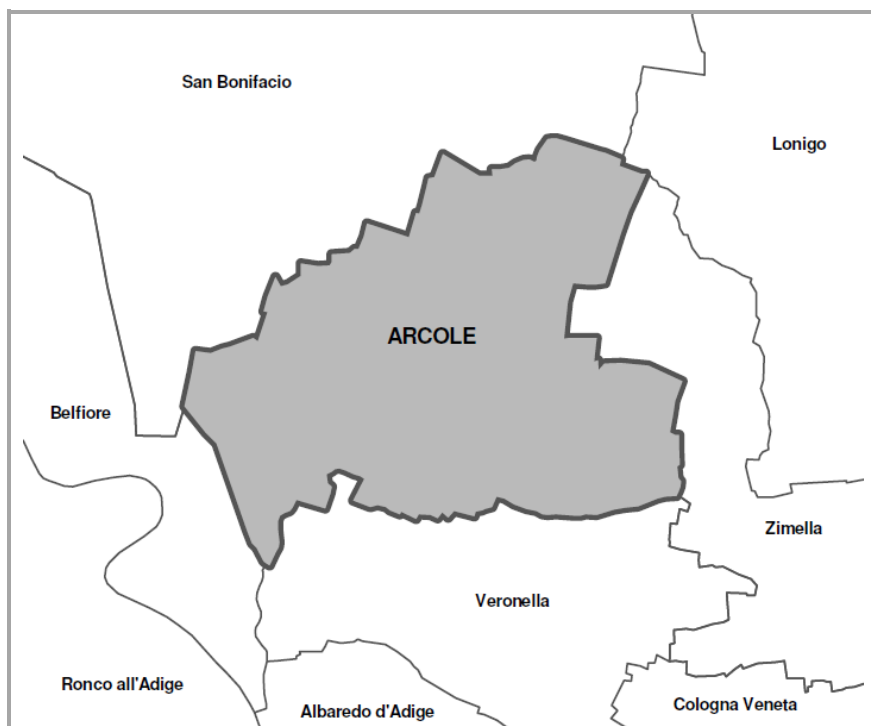 San Bonifacio
Lonigo
ARCOLE
Belfiore
Zimella
Veronella
Ronco all'Adige
Albaredo d'Adige
Cologna Veneta